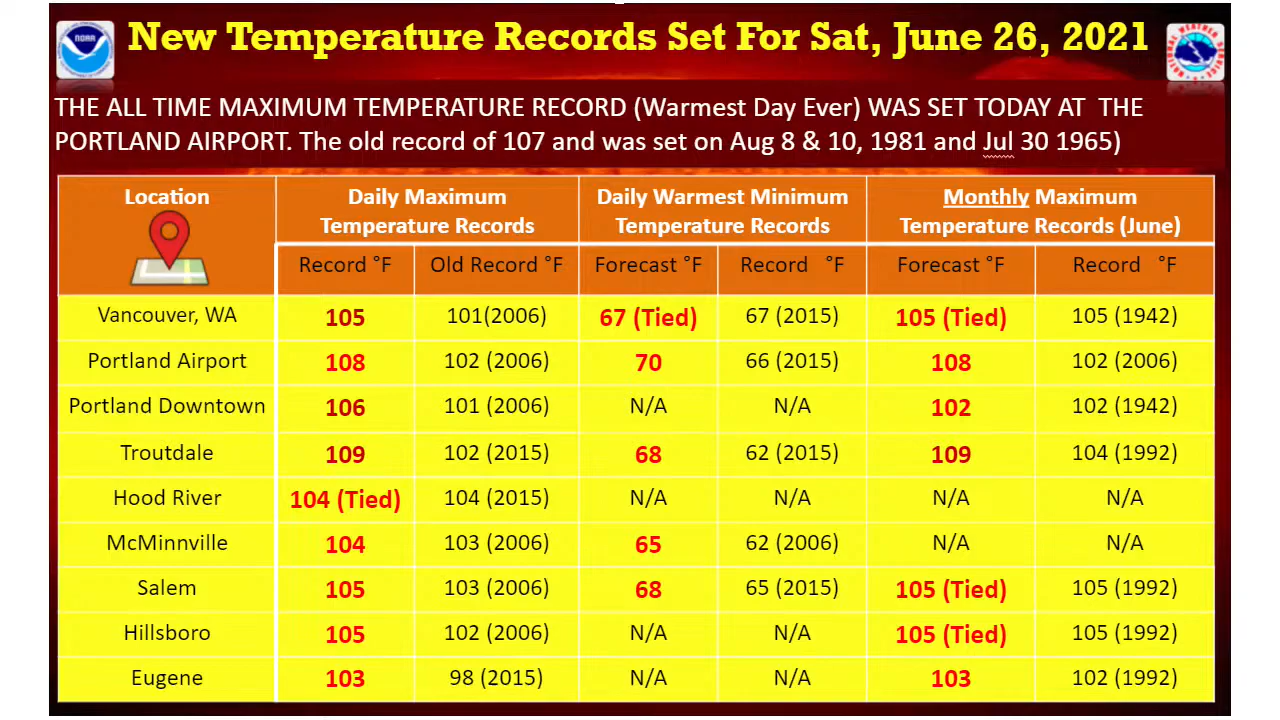 New Temperature Records Set For Sat, June 26, 2021
NOAA
NATIONAL WEATHER SERVICE
THE ALL TIME MAXIMUM TEMPERATURE RECORD (Warmest Day Ever) WAS SET TODAY AT THE
PORTLAND AIRPORT. The old record of 107 and was set on Aug 8 & 10, 1981 and Jul 30 1965)
Location Daily Maximum Daily Warmest Minimum Monthly Maximum
Temperature Records Temperature Records Temperature Records (June)
Record °F Old Record °F Forecast °F Record °F Forecast °F Record °F
Vancouver, WA 105 101(2006) 67 (Tied) 67 (2015) 105 (Tied) 105 (1942)
Portland Airport 108 102 (2006) 70 66 (2015) 108 102 (2006)
Portland Downtown 106 101 (2006) N/A N/A 102 102 (1942)
Troutdale 109 102 (2015) 68 62 (2015) 109 104 (1992)
Hood River 104 (Tied) 104 (2015) N/A N/A N/A N/A
McMinnville 104 103 (2006) 65 62 (2006) N/A N/A
Salem 105 103 (2006) 68 65 (2015) 105 (Tied) 105 (1992)
Hillsboro 105 102 (2006) N/A N/A 105 (Tied) 105 (1992)
Eugene 103 98 (2015) N/A N/A 103 102 (1992)